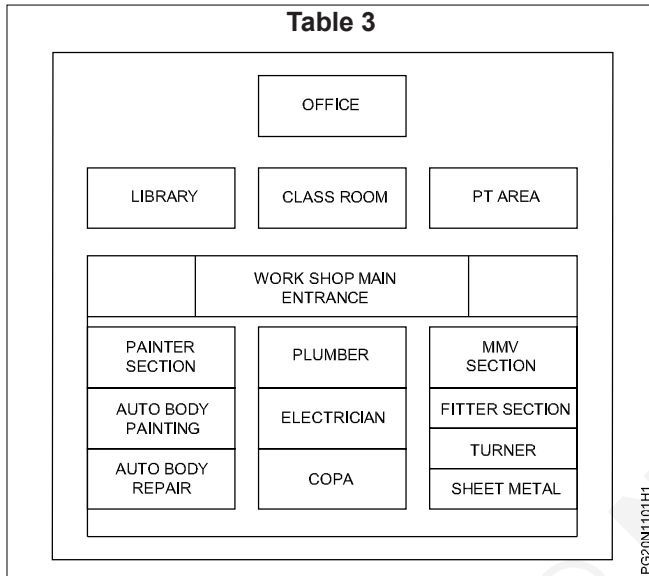 Table 3
OFFICE
LIBRARY
CLASS ROOM
PT AREA
WORK SHOP MAIN
ENTRANCE
PAINTER
SECTION
PLUMBER
MMV
SECTION
AUTO BODY
PAINTING
ELECTRICIAN
FITTER SECTION
TURNER
AUTO BODY
REPAIR
COPA
SHEET METAL
PG20N1101H1